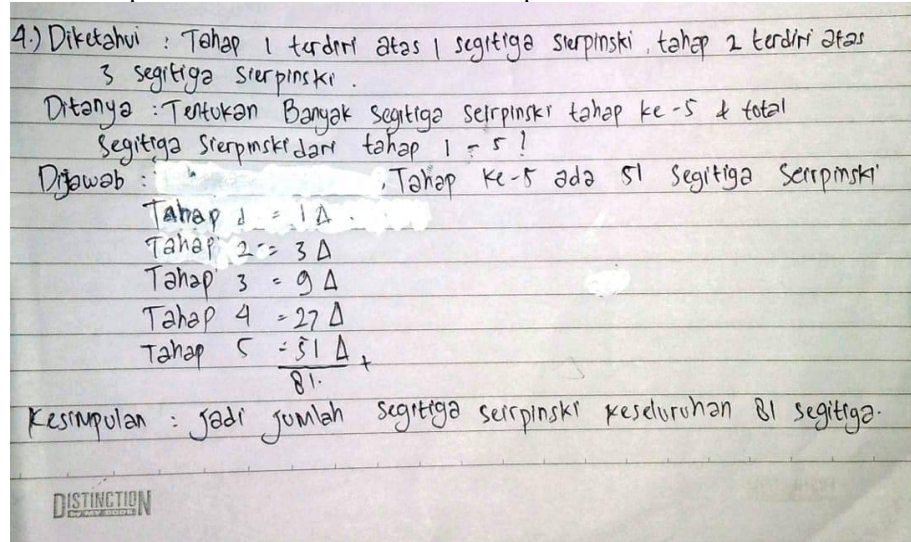 4.) Diketahui : Tahap 1 terdiri atas 1 segitiga sierpinski, tahap 2 terdiri atas
3 segitiga sierpinski.
Ditanya : Tentukan Banyak segitiga seirpinski tahap ke-5 & total
segitiga sierpinski dari tahap 1 - 5!
Dijawab : , Tahap ke-5 ada 51 segitiga Seirpinski
Tahap 1 = 1 Δ.
Tahap 2 = 3 Δ
Tahap 3 = 9 Δ
Tahap 4 = 27 Δ
Tahap 5 = 51 Δ +
81.
Kesimpulan : Jadi jumlah segitiga seirpinski keseluruhan 81 segitiga.
DISTINCTION
BY MY BOOK